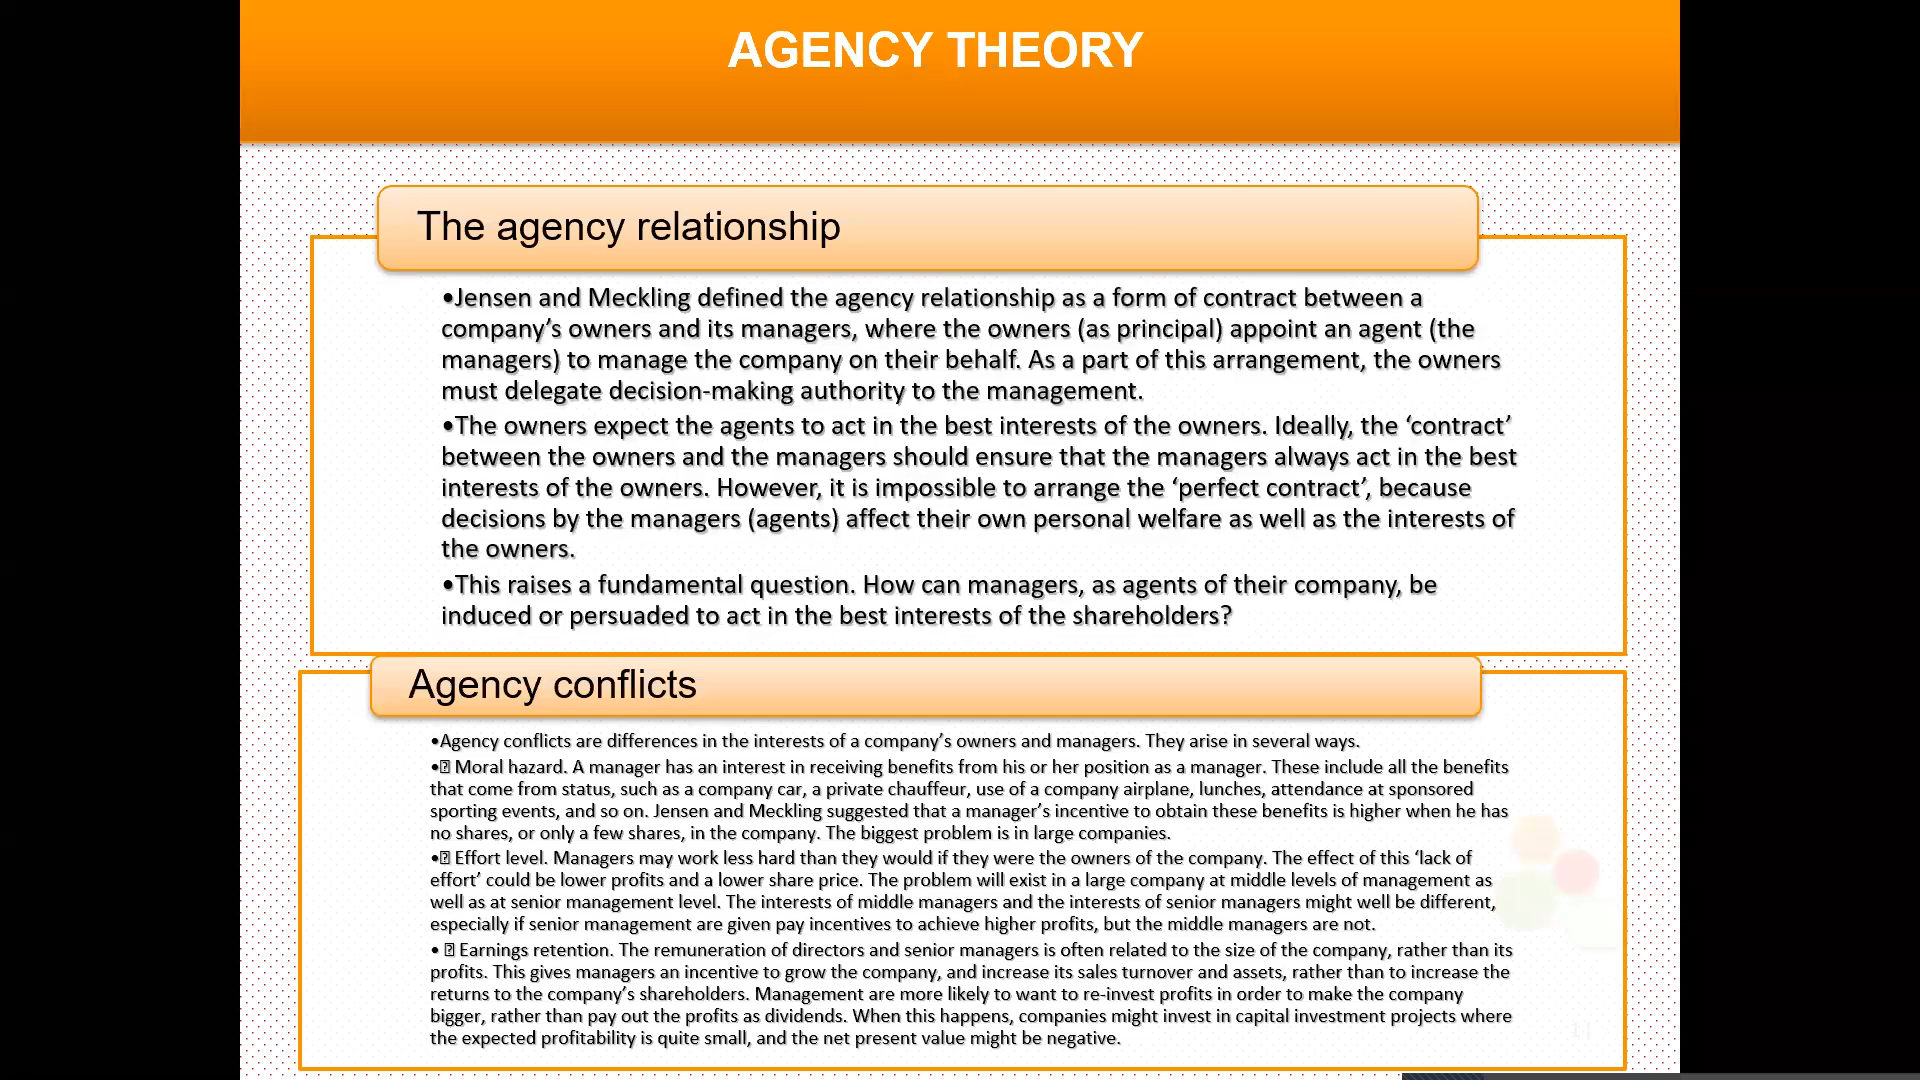 AGENCY THEORY
The agency relationship
•Jensen and Meckling defined the agency relationship as a form of contract between a
company’s owners and its managers, where the owners (as principal) appoint an agent (the
managers) to manage the company on their behalf. As a part of this arrangement, the owners
must delegate decision-making authority to the management.
•The owners expect the agents to act in the best interests of the owners. Ideally, the ‘contract’
between the owners and the managers should ensure that the managers always act in the best
interests of the owners. However, it is impossible to arrange the ‘perfect contract’, because
decisions by the managers (agents) affect their own personal welfare as well as the interests of
the owners.
•This raises a fundamental question. How can managers, as agents of their company, be
induced or persuaded to act in the best interests of the shareholders?
Agency conflicts
•Agency conflicts are differences in the interests of a company’s owners and managers. They arise in several ways.
• Moral hazard. A manager has an interest in receiving benefits from his or her position as a manager. These include all the benefits
that come from status, such as a company car, a private chauffeur, use of a company airplane, lunches, attendance at sponsored
sporting events, and so on. Jensen and Meckling suggested that a manager’s incentive to obtain these benefits is higher when he has
no shares, or only a few shares, in the company. The biggest problem is in large companies.
• Effort level. Managers may work less hard than they would if they were the owners of the company. The effect of this ‘lack of
effort’ could be lower profits and a lower share price. The problem will exist in a large company at middle levels of management as
well as at senior management level. The interests of middle managers and the interests of senior managers might well be different,
especially if senior management are given pay incentives to achieve higher profits, but the middle managers are not.
• Earnings retention. The remuneration of directors and senior managers is often related to the size of the company, rather than its
profits. This gives managers an incentive to grow the company, and increase its sales turnover and assets, rather than to increase the
returns to the company’s shareholders. Management are more likely to want to re-invest profits in order to make the company
bigger, rather than pay out the profits as dividends. When this happens, companies might invest in capital investment projects where
the expected profitability is quite small, and the net present value might be negative.